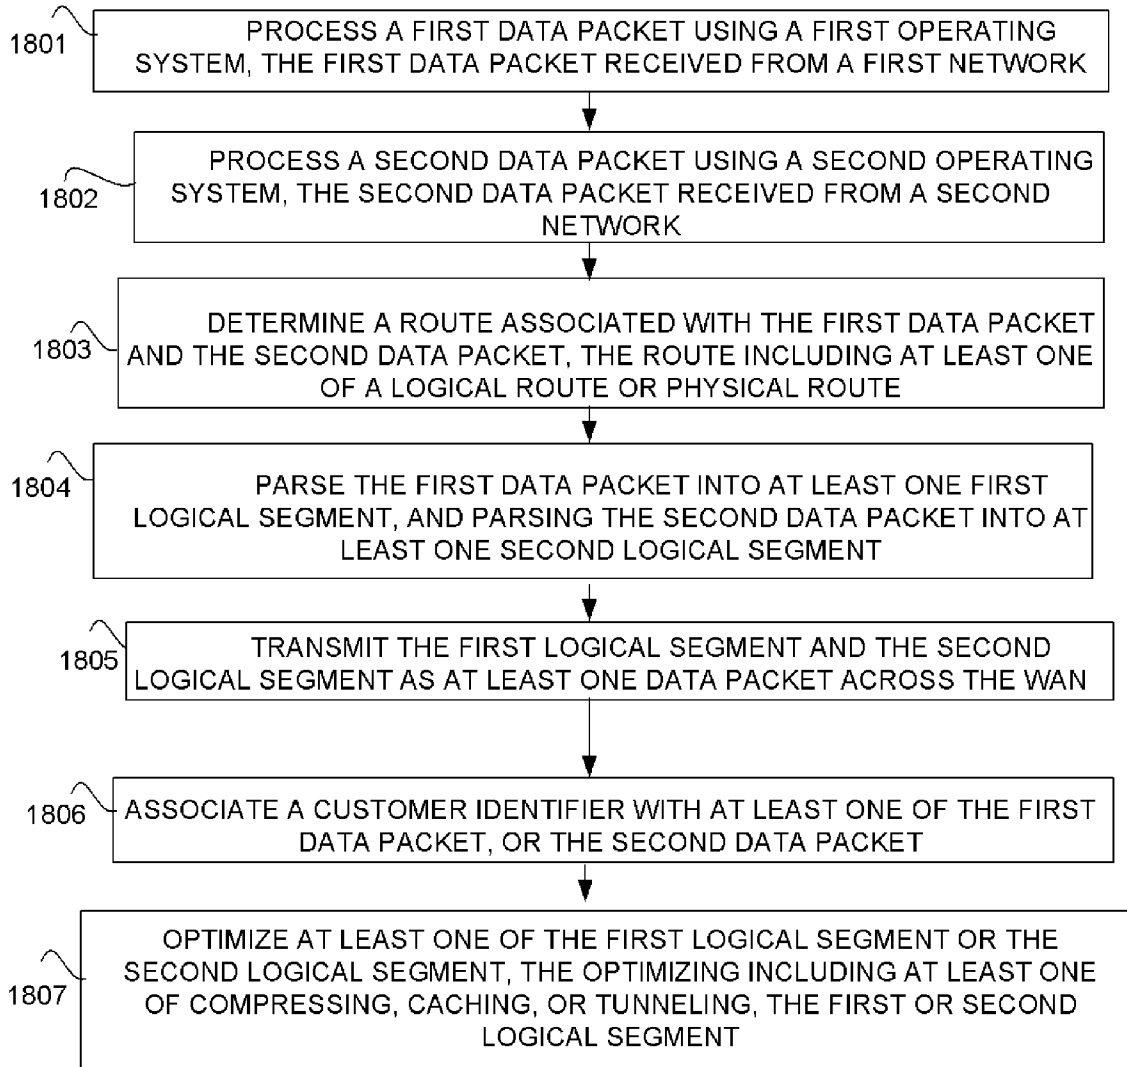 1801
PROCESS A FIRST DATA PACKET USING A FIRST OPERATING
SYSTEM, THE FIRST DATA PACKET RECEIVED FROM A FIRST NETWORK
1802
PROCESS A SECOND DATA PACKET USING A SECOND OPERATING
SYSTEM, THE SECOND DATA PACKET RECEIVED FROM A SECOND
NETWORK
1803
DETERMINE A ROUTE ASSOCIATED WITH THE FIRST DATA PACKET
AND THE SECOND DATA PACKET, THE ROUTE INCLUDING AT LEAST ONE
OF A LOGICAL ROUTE OR PHYSICAL ROUTE
1804
PARSE THE FIRST DATA PACKET INTO AT LEAST ONE FIRST
LOGICAL SEGMENT, AND PARSING THE SECOND DATA PACKET INTO AT
LEAST ONE SECOND LOGICAL SEGMENT
1805
TRANSMIT THE FIRST LOGICAL SEGMENT AND THE SECOND
LOGICAL SEGMENT AS AT LEAST ONE DATA PACKET ACROSS THE WAN
1806
ASSOCIATE A CUSTOMER IDENTIFIER WITH AT LEAST ONE OF THE FIRST
DATA PACKET, OR THE SECOND DATA PACKET
1807
OPTIMIZE AT LEAST ONE OF THE FIRST LOGICAL SEGMENT OR THE
SECOND LOGICAL SEGMENT, THE OPTIMIZING INCLUDING AT LEAST ONE
OF COMPRESSING, CACHING, OR TUNNELING, THE FIRST OR SECOND
LOGICAL SEGMENT